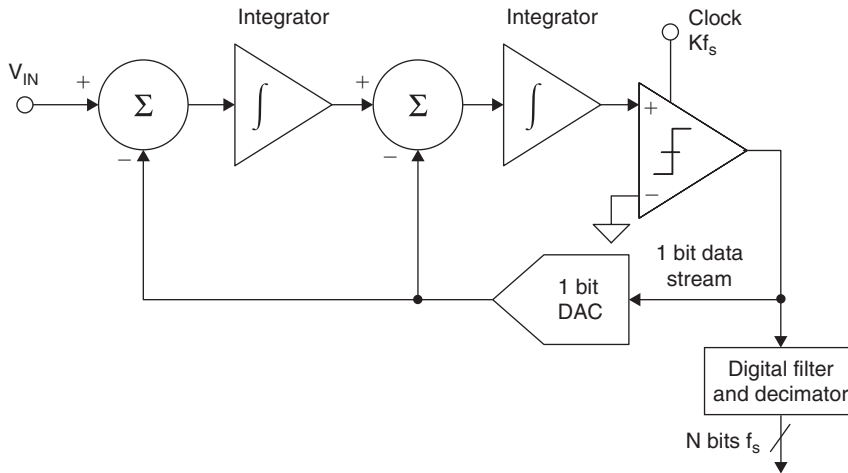 Integrator
Integrator
Clock
Kf_s
V_IN
+
Σ
−
∫
+
Σ
−
∫
+
−
1 bit data
stream
1 bit
DAC
Digital filter
and decimator
N bits f_s